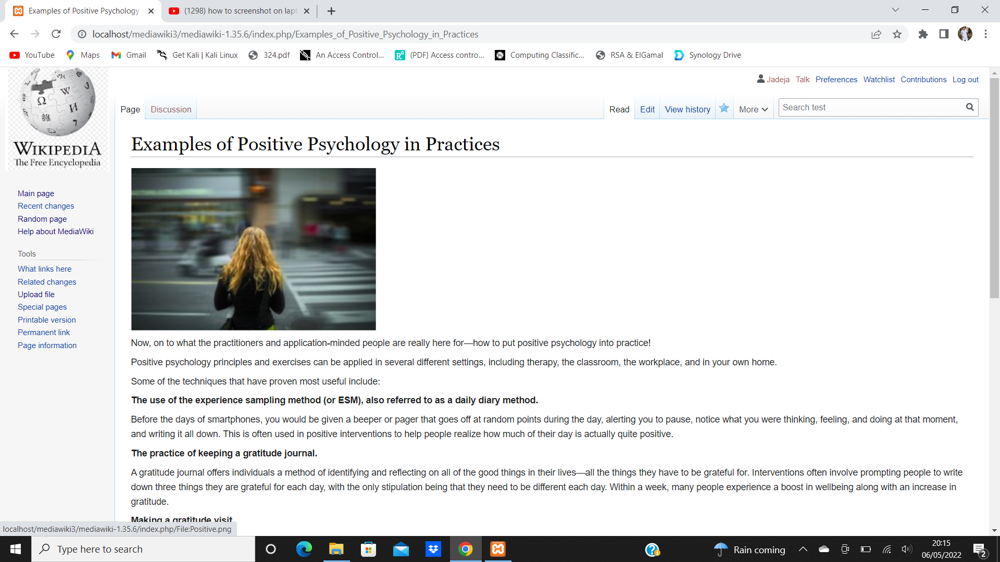 Examples of Positive Psychology
(1298) how to screenshot on lapt
localhost/mediawiki3/mediawiki-1.35.6/index.php/Examples_of_Positive_Psychology_in_Practices
YouTube Maps Gmail Get Kali | Kali Linux 324.pdf An Access Control... (PDF) Access contro... Computing Classific... RSA & ElGamal Synology Drive
Jadeja Talk Preferences Watchlist Contributions Log out
Page Discussion Read Edit View history More Search test
Ω W И 維 7
WIKIPEDIA
The Free Encyclopedia
Main page
Recent changes
Random page
Help about MediaWiki
Tools
What links here
Related changes
Upload file
Special pages
Printable version
Permanent link
Page information
Examples of Positive Psychology in Practices
Now, on to what the practitioners and application-minded people are really here for—how to put positive psychology into practice!
Positive psychology principles and exercises can be applied in several different settings, including therapy, the classroom, the workplace, and in your own home.
Some of the techniques that have proven most useful include:
The use of the experience sampling method (or ESM), also referred to as a daily diary method.
Before the days of smartphones, you would be given a beeper or pager that goes off at random points during the day, alerting you to pause, notice what you were thinking, feeling, and doing at that moment,
and writing it all down. This is often used in positive interventions to help people realize how much of their day is actually quite positive.
The practice of keeping a gratitude journal.
A gratitude journal offers individuals a method of identifying and reflecting on all of the good things in their lives—all the things they have to be grateful for. Interventions often involve prompting people to write
down three things they are grateful for each day, with the only stipulation being that they need to be different each day. Within a week, many people experience a boost in wellbeing along with an increase in
gratitude.
Making a gratitude visit.
localhost/mediawiki3/mediawiki-1.35.6/index.php/File:Positive.png
Type here to search
Rain coming
20:15
06/05/2022
2